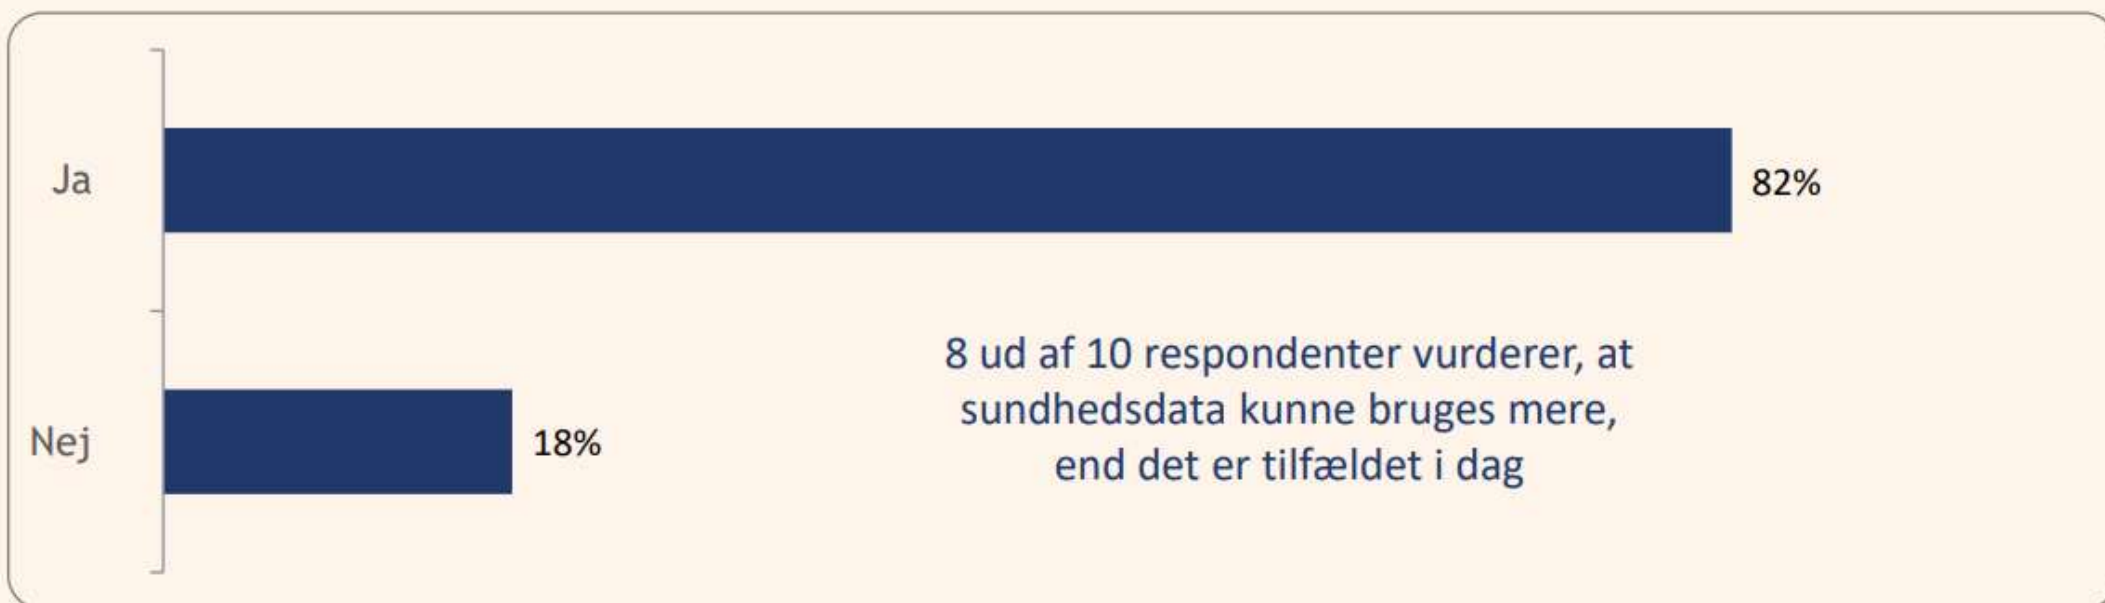 Ja
82%
Nej
18%
8 ud af 10 respondenter vurderer, at
sundhedsdata kunne bruges mere,
end det er tilfældet i dag